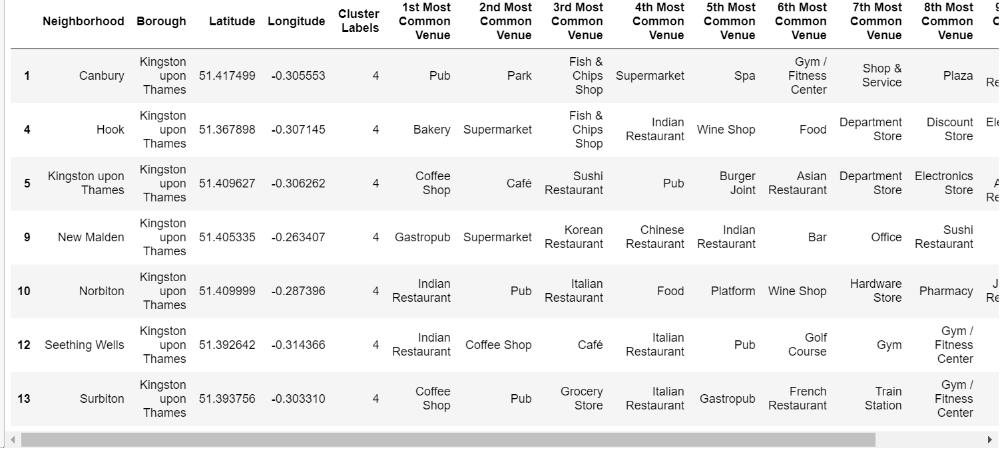 Cluster 1st Most 2nd Most 3rd Most 4th Most 5th Most 6th Most 7th Most 8th Most
Neighborhood Borough Latitude Longitude Labels Common Common Common Common Common Common Common Common
Venue Venue Venue Venue Venue Venue Venue Venue
Kingston Fish & Gym / Shop &
1 Canbury upon 51.417499 -0.305553 4 Pub Park Chips Supermarket Spa Fitness Service Plaza
Thames Shop Center
Kingston Fish & Indian Department Discount
4 Hook upon 51.367898 -0.307145 4 Bakery Supermarket Chips Restaurant Wine Shop Food Store Store
Thames Shop
Kingston upon Kingston Coffee Sushi Burger Asian Department Electronics
5 Thames upon 51.409627 -0.306262 4 Shop Café Restaurant Pub Joint Restaurant Store Store
Thames
Kingston Korean Chinese Indian Sushi
9 New Malden upon 51.405335 -0.263407 4 Gastropub Supermarket Restaurant Restaurant Restaurant Bar Office Restaurant
Thames
Kingston Indian Italian Hardware
10 Norbiton upon 51.409999 -0.287396 4 Restaurant Pub Restaurant Food Platform Wine Shop Store Pharmacy
Thames
Kingston Indian Italian Golf Gym /
12 Seething Wells upon 51.392642 -0.314366 4 Restaurant Coffee Shop Café Restaurant Pub Course Gym Fitness
Thames Center
Kingston Coffee Grocery Italian French Train Gym /
13 Surbiton upon 51.393756 -0.303310 4 Shop Pub Store Restaurant Gastropub Restaurant Station Fitness
Thames Center